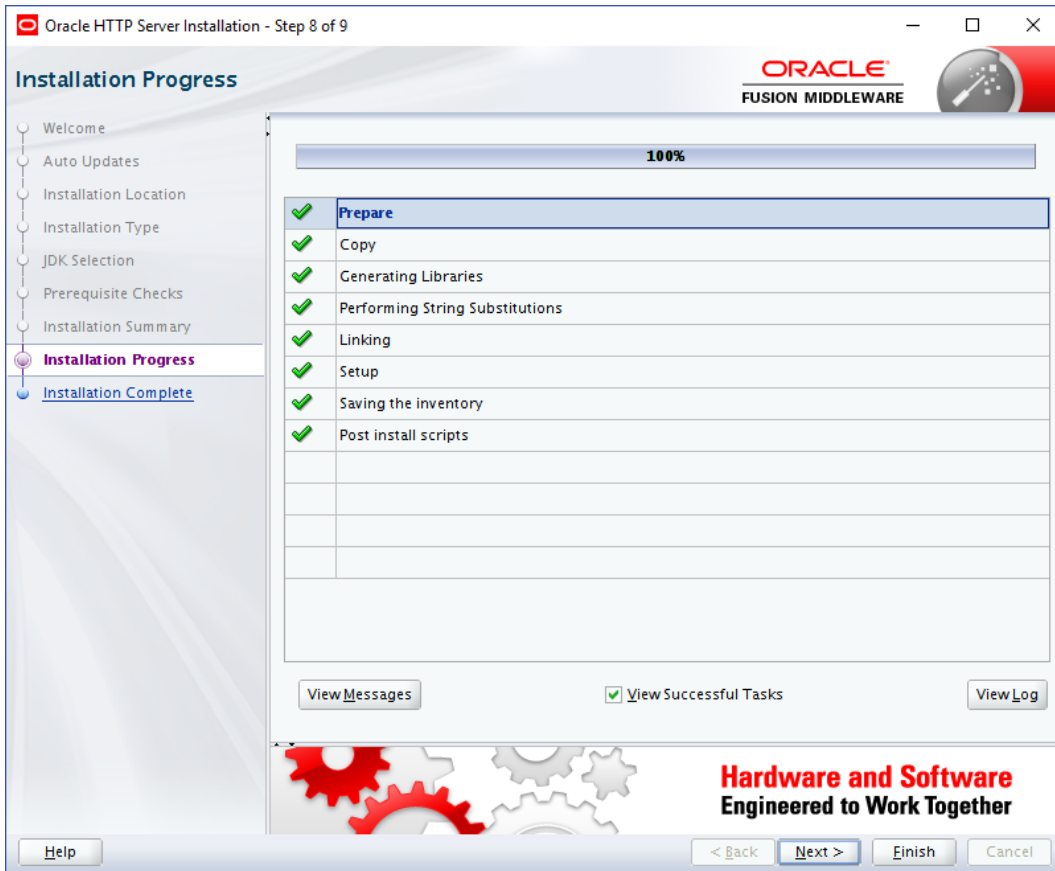 Oracle HTTP Server Installation - Step 8 of 9
Installation Progress
ORACLE®
FUSION MIDDLEWARE
Welcome
Auto Updates
Installation Location
Installation Type
JDK Selection
Prerequisite Checks
Installation Summary
Installation Progress
Installation Complete
100%
Prepare
Copy
Generating Libraries
Performing String Substitutions
Linking
Setup
Saving the inventory
Post install scripts
View Messages
View Successful Tasks
View Log
Hardware and Software
Engineered to Work Together
Help
< Back
Next >
Finish
Cancel